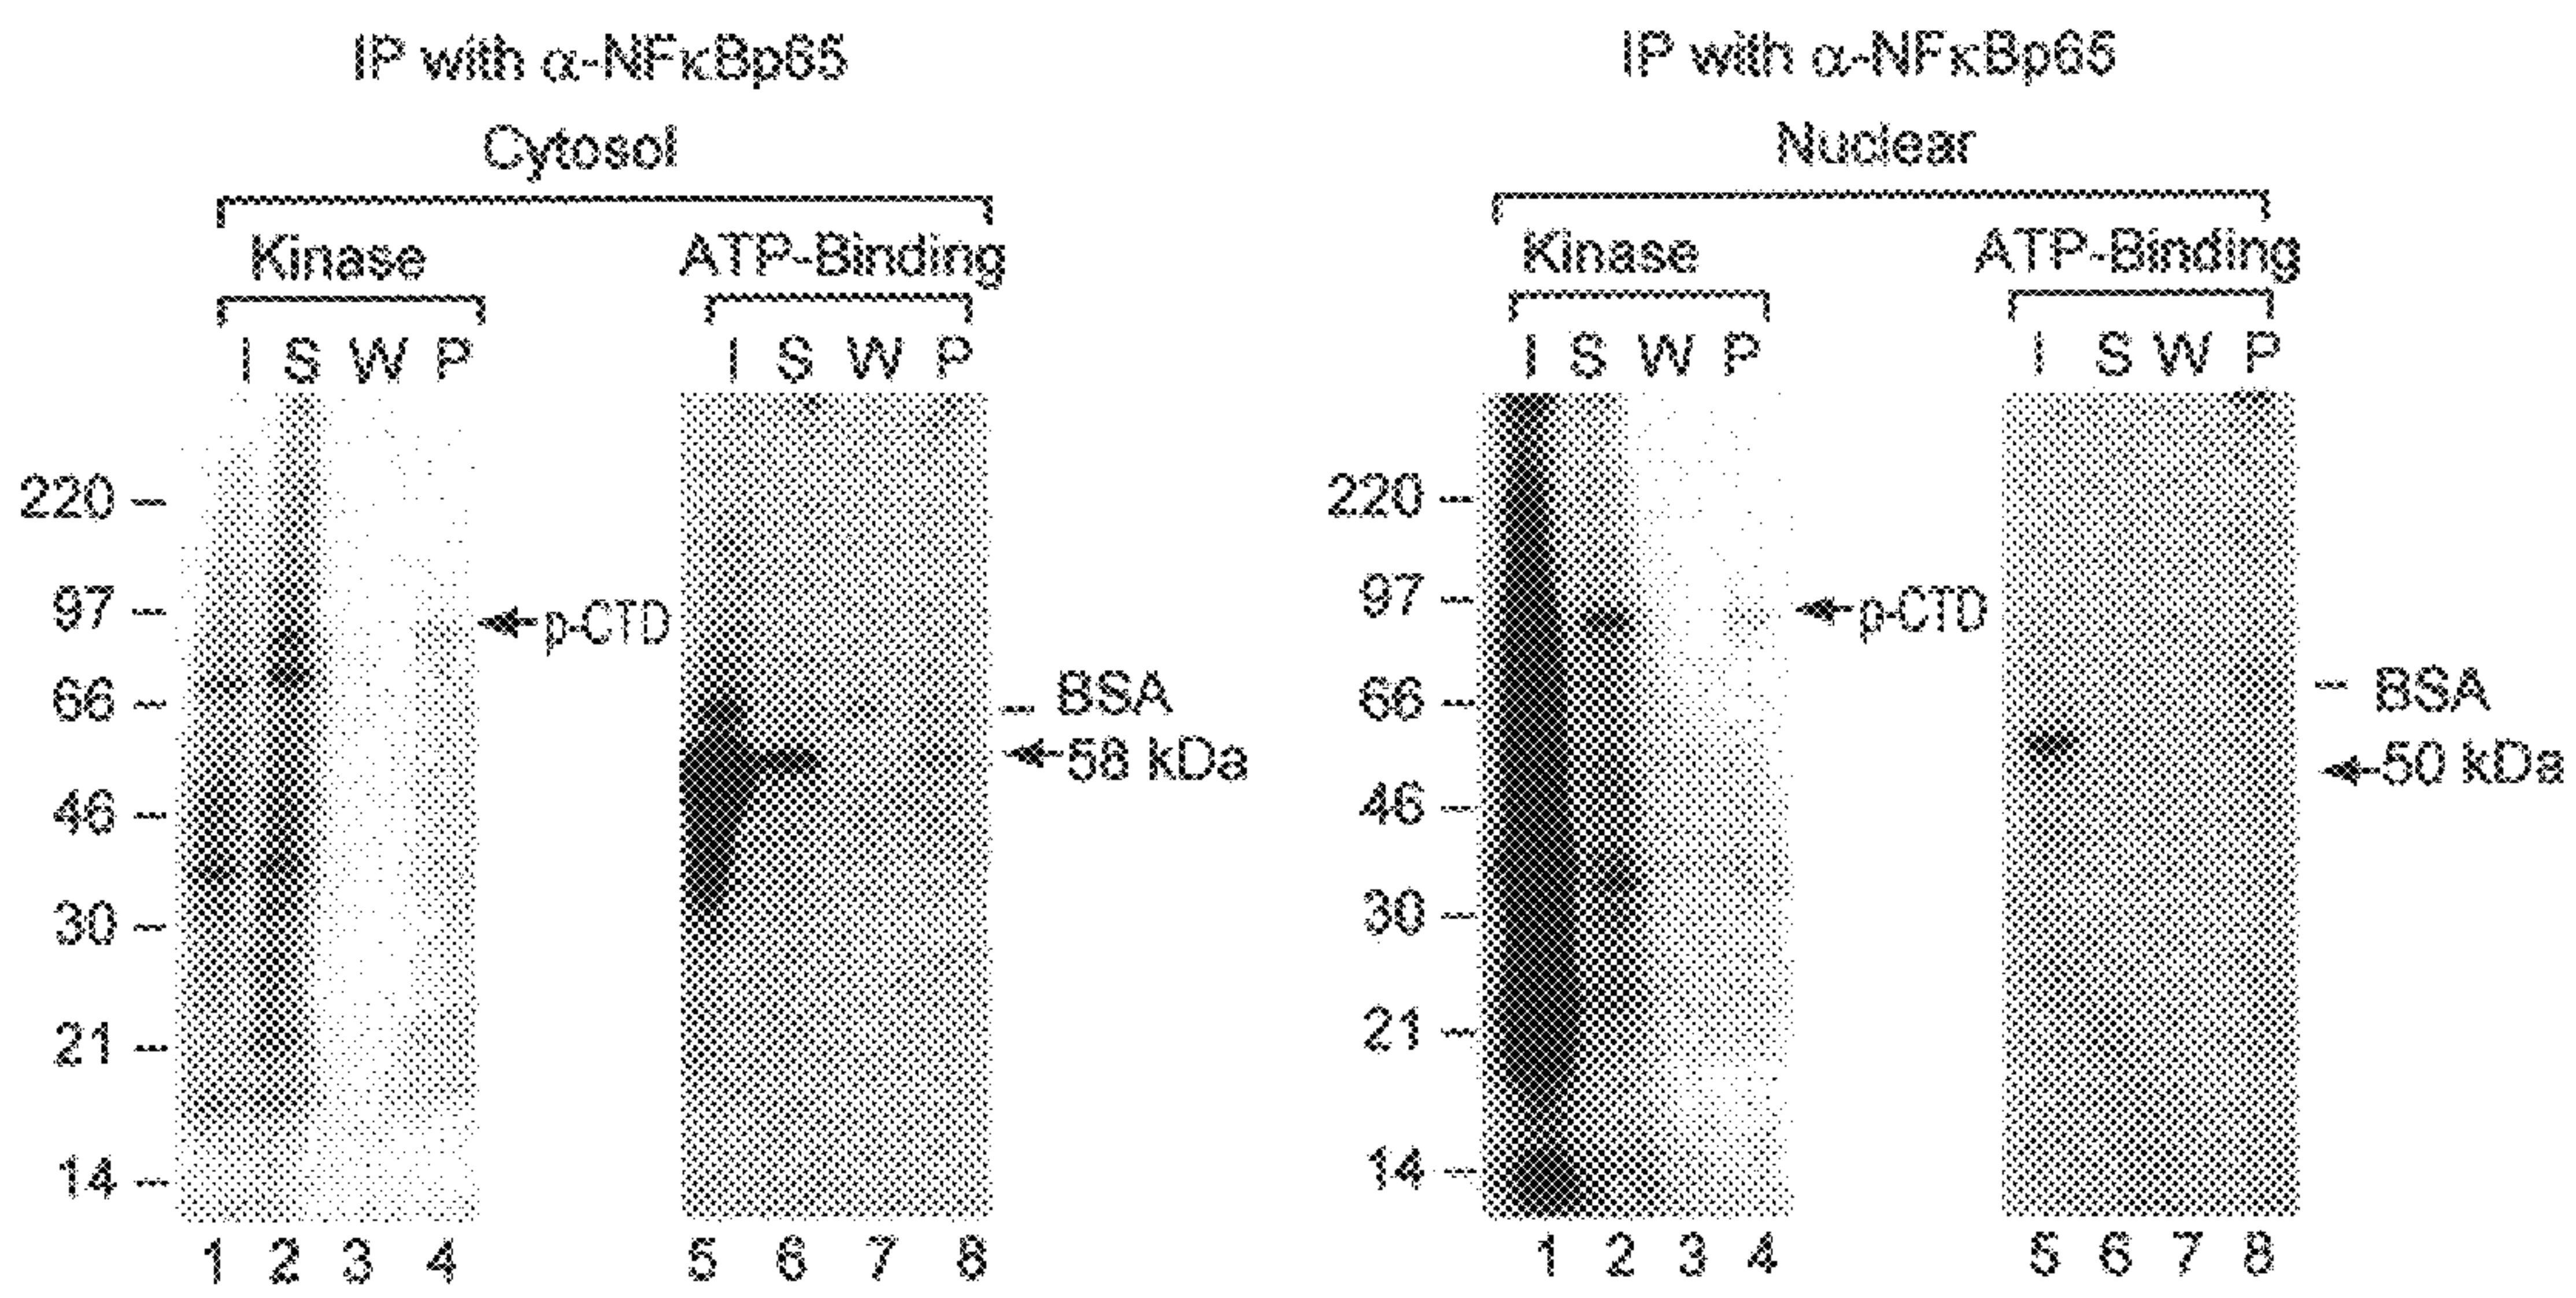 IP with α-NFκBp65
Cytosol
Kinase ATP-Binding
I S W P I S W P
220
97
66
46
30
21
14
p-CTD
BSA
58 kDa
1 2 3 4 5 6 7 8
IP with α-NFκBp65
Nuclear
Kinase ATP-Binding
I S W P I S W P
220
97
66
46
30
21
14
p-CTD
BSA
50 kDa
1 2 3 4 5 6 7 8